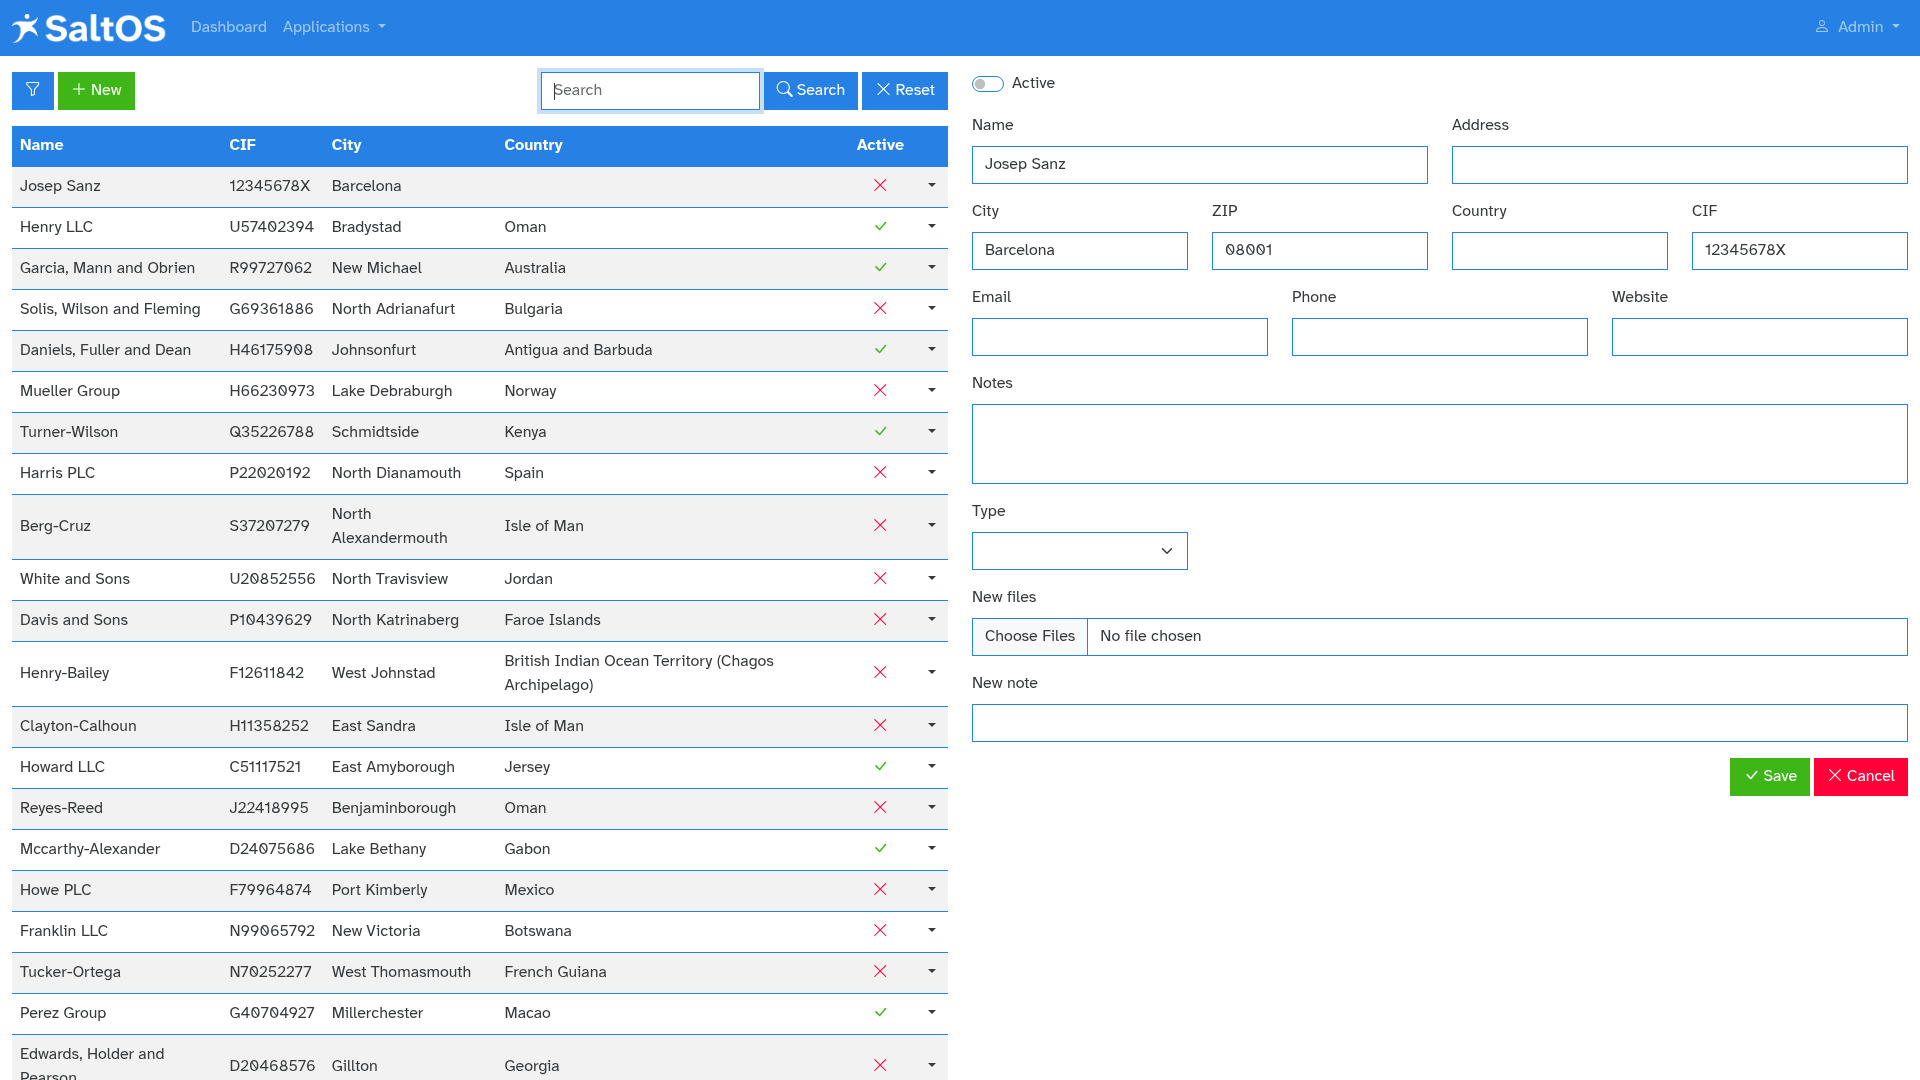 SaltOS Dashboard Applications Admin
New Search Search Reset
Name CIF City Country Active
Josep Sanz 12345678X Barcelona
Henry LLC U57402394 Bradystad Oman
Garcia, Mann and Obrien R99727062 New Michael Australia
Solis, Wilson and Fleming G69361886 North Adrianafurt Bulgaria
Daniels, Fuller and Dean H46175908 Johnsonfurt Antigua and Barbuda
Mueller Group H66230973 Lake Debraburgh Norway
Turner-Wilson Q35226788 Schmidtside Kenya
Harris PLC P22020192 North Dianamouth Spain
Berg-Cruz S37207279 North Alexandermouth Isle of Man
White and Sons U20852556 North Travisview Jordan
Davis and Sons P10439629 North Katrinaberg Faroe Islands
Henry-Bailey F12611842 West Johnstad British Indian Ocean Territory (Chagos Archipelago)
Clayton-Calhoun H11358252 East Sandra Isle of Man
Howard LLC C51117521 East Amyborough Jersey
Reyes-Reed J22418995 Benjaminborough Oman
Mccarthy-Alexander D24075686 Lake Bethany Gabon
Howe PLC F79964874 Port Kimberly Mexico
Franklin LLC N99065792 New Victoria Botswana
Tucker-Ortega N70252277 West Thomasmouth French Guiana
Perez Group G40704927 Millerchester Macao
Edwards, Holder and Pearson D20468576 Gillton Georgia
Active
Name Address
Josep Sanz
City ZIP Country CIF
Barcelona 08001 12345678X
Email Phone Website
Notes
Type
New files
Choose Files No file chosen
New note
Save Cancel